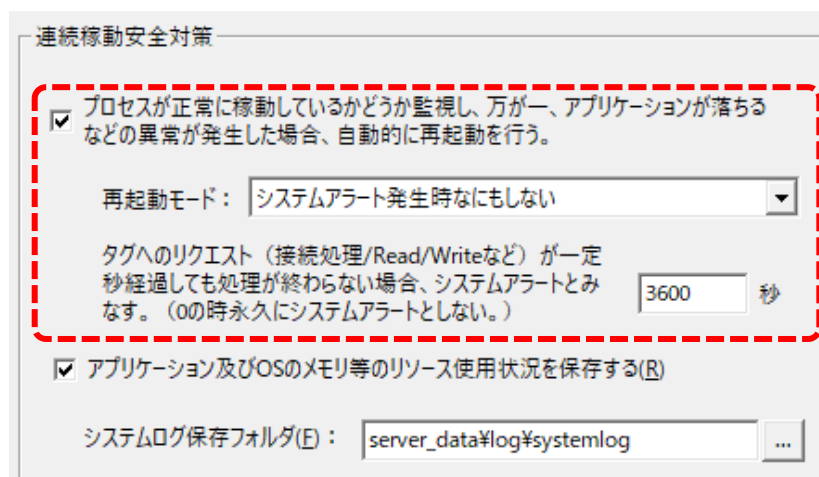 連続稼動安全対策
プロセスが正常に稼動しているかどうか監視し、万が一、アプリケーションが落ちる
などの異常が発生した場合、自動的に再起動を行う。
再起動モード： システムアラート発生時なにもしない
タグへのリクエスト（接続処理/Read/Writeなど）が一定
秒経過しても処理が終わらない場合、システムアラートとみ
なす。（0の時永久にシステムアラートとしない。） 3600 秒
アプリケーション及びOSのメモリ等のリソース使用状況を保存する(R)
システムログ保存フォルダ(F)： server_data¥log¥systemlog ...